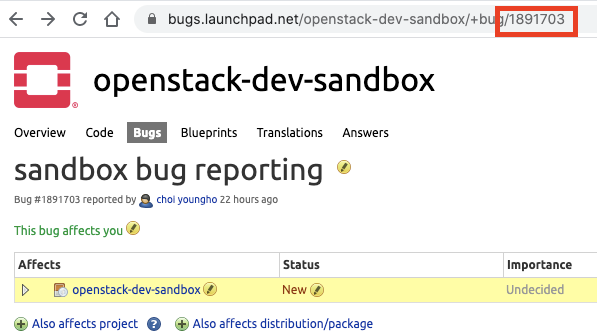 bugs.launchpad.net/openstack-dev-sandbox/+bug/1891703
openstack-dev-sandbox
Overview Code Bugs Blueprints Translations Answers
sandbox bug reporting
Bug #1891703 reported by choi youngho 22 hours ago
This bug affects you
Affects Status Importance
openstack-dev-sandbox New Undecided
Also affects project ? Also affects distribution/package